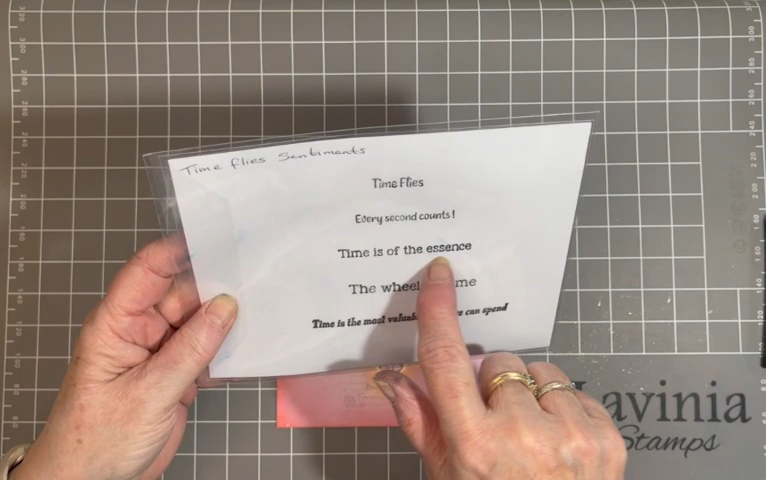 Time flies Sentiments
Time Flies
Every second counts!
Time is of the essence
The wheel me
Time is the most can spend
Lavinia
Stamps